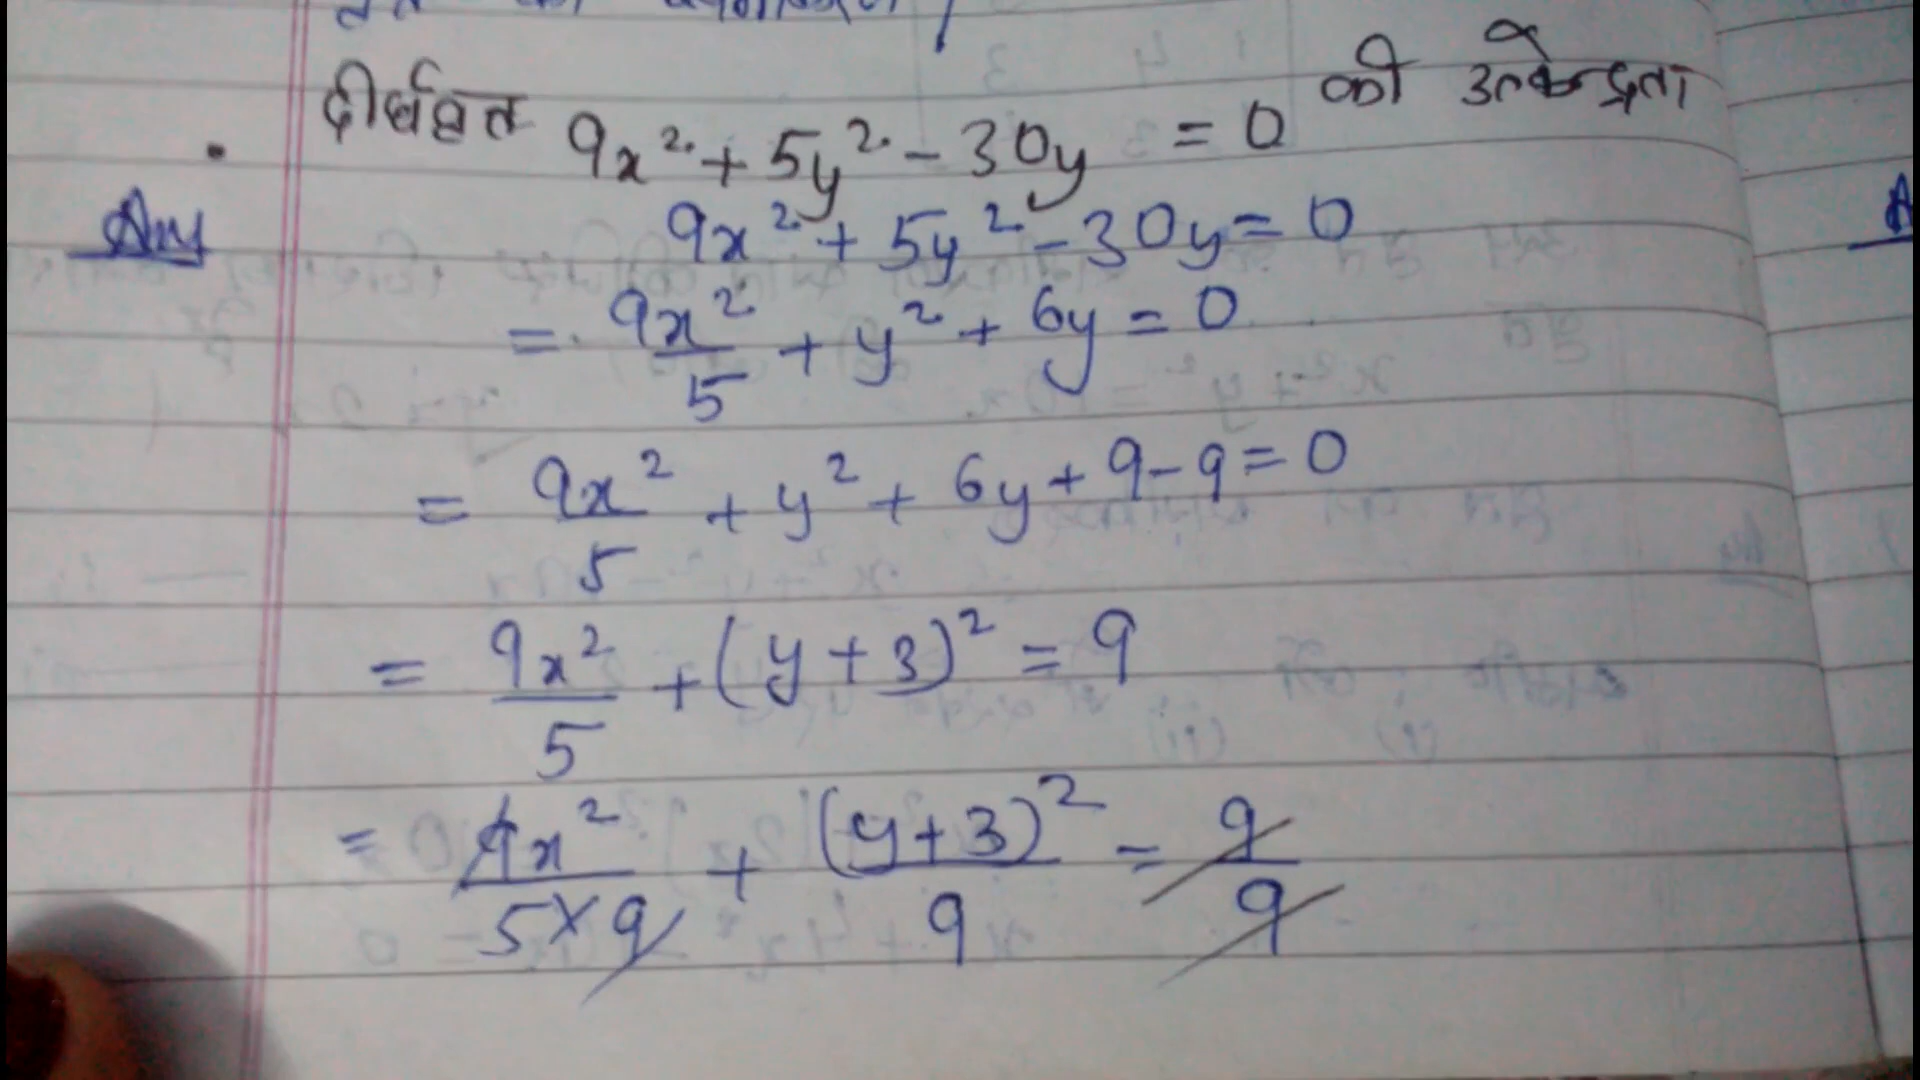 दीर्घवृत 9x² + 5y² - 30y = 0 की उत्केन्द्रता
Ans 9x² + 5y² - 30y = 0
= 9x²/5 + y² + 6y = 0
= 9x²/5 + y² + 6y + 9 - 9 = 0
= 9x²/5 + (y + 3)² = 9
= 9x²/5×9 + (y+3)²/9 = 9/9